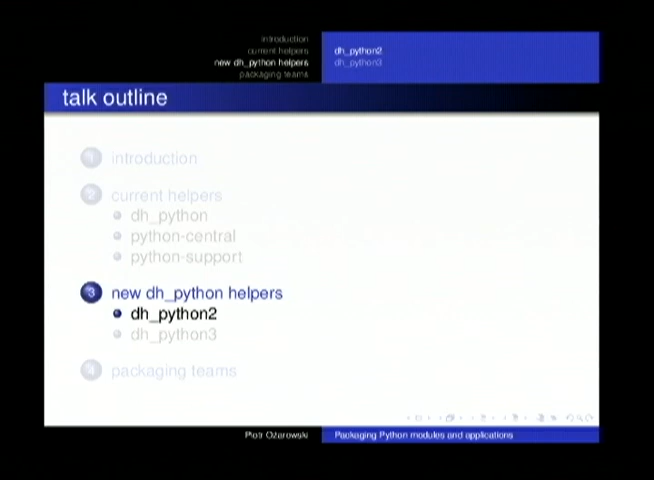 introduction
current helpers
new dh_python helpers
packaging teams
dh_python2
dh_python3
talk outline
1 introduction
2 current helpers
dh_python
python-central
python-support
3 new dh_python helpers
dh_python2
dh_python3
4 packaging teams
Piotr Ożarowski
Packaging Python modules and applications